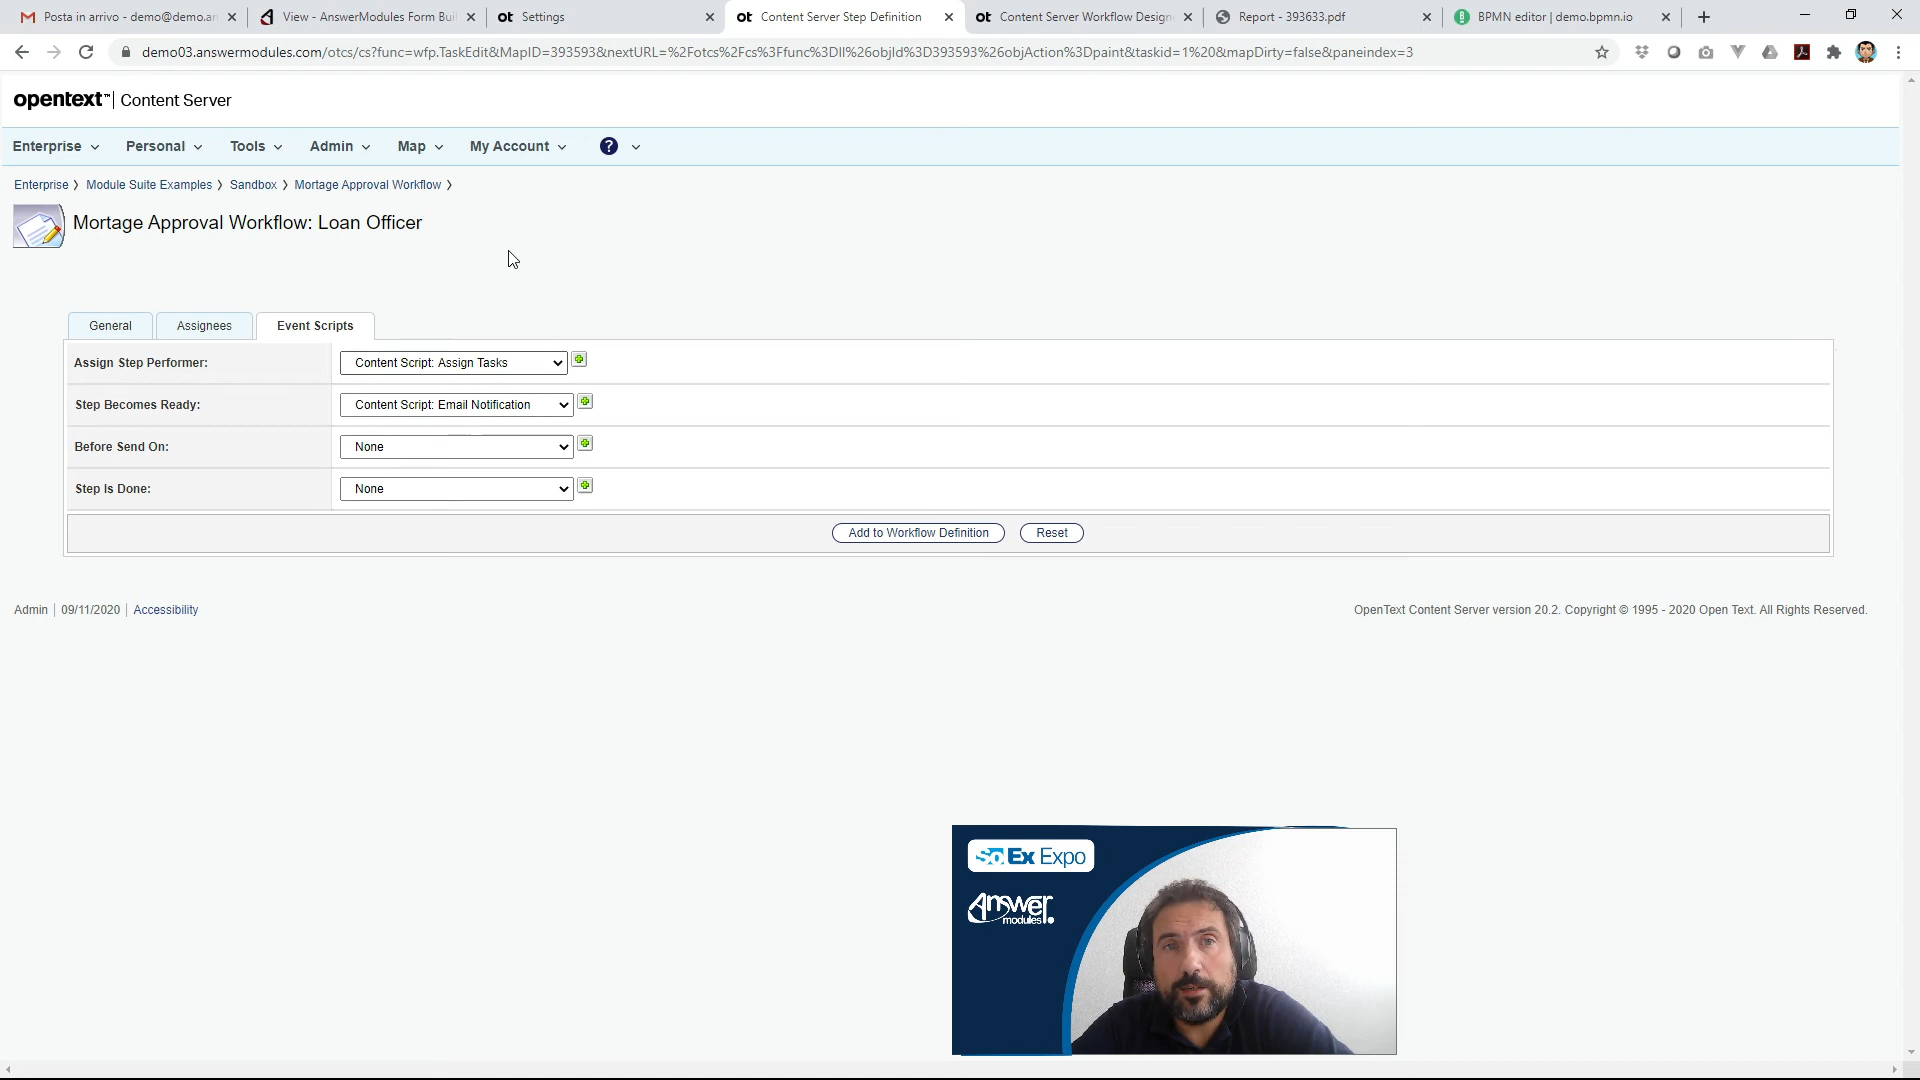 Posta in arrivo - demo@demo.an
View - AnswerModules Form Buil
ot Settings
ot Content Server Step Definition
ot Content Server Workflow Design
Report - 393633.pdf
BPMN editor | demo.bpmn.io
demo03.answermodules.com/otcs/cs?func=wfp.TaskEdit&MapID=393593&nextURL=%2Fotcs%2Fcs%3Ffunc%3Dll%26objId%3D393593%26objAction%3Dpaint&taskid=1%20&mapDirty=false&paneindex=3
opentext™ | Content Server
Enterprise Personal Tools Admin Map My Account ?
Enterprise › Module Suite Examples › Sandbox › Mortage Approval Workflow ›
Mortage Approval Workflow: Loan Officer
General Assignees Event Scripts
Assign Step Performer: Content Script: Assign Tasks
Step Becomes Ready: Content Script: Email Notification
Before Send On: None
Step Is Done: None
Add to Workflow Definition Reset
Admin | 09/11/2020 | Accessibility
OpenText Content Server version 20.2. Copyright © 1995 - 2020 Open Text. All Rights Reserved.
SoEx Expo
Answer
modules.